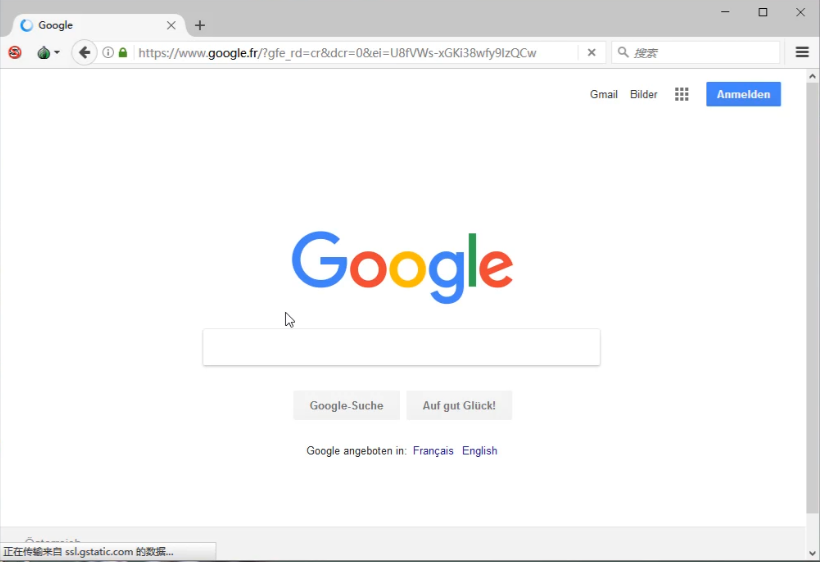 Google
https://www.google.fr/?gfe_rd=cr&dcr=0&ei=U8fVWs-xGKi38wfy9IzQCw
搜索
Gmail Bilder Anmelden
Google
Google-Suche Auf gut Glück!
Google angeboten in: Français English
Österreich
正在传输来自 ssl.gstatic.com 的数据...